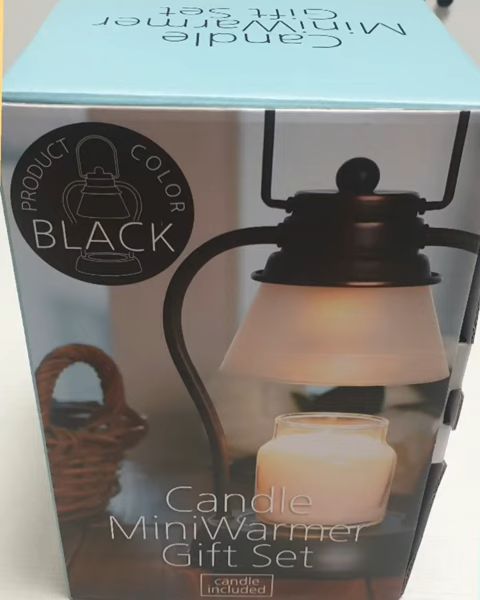 Candle
MiniWarmer
Gift Set
PRODUCT COLOR
BLACK
Candle
MiniWarmer
Gift Set
candle
included